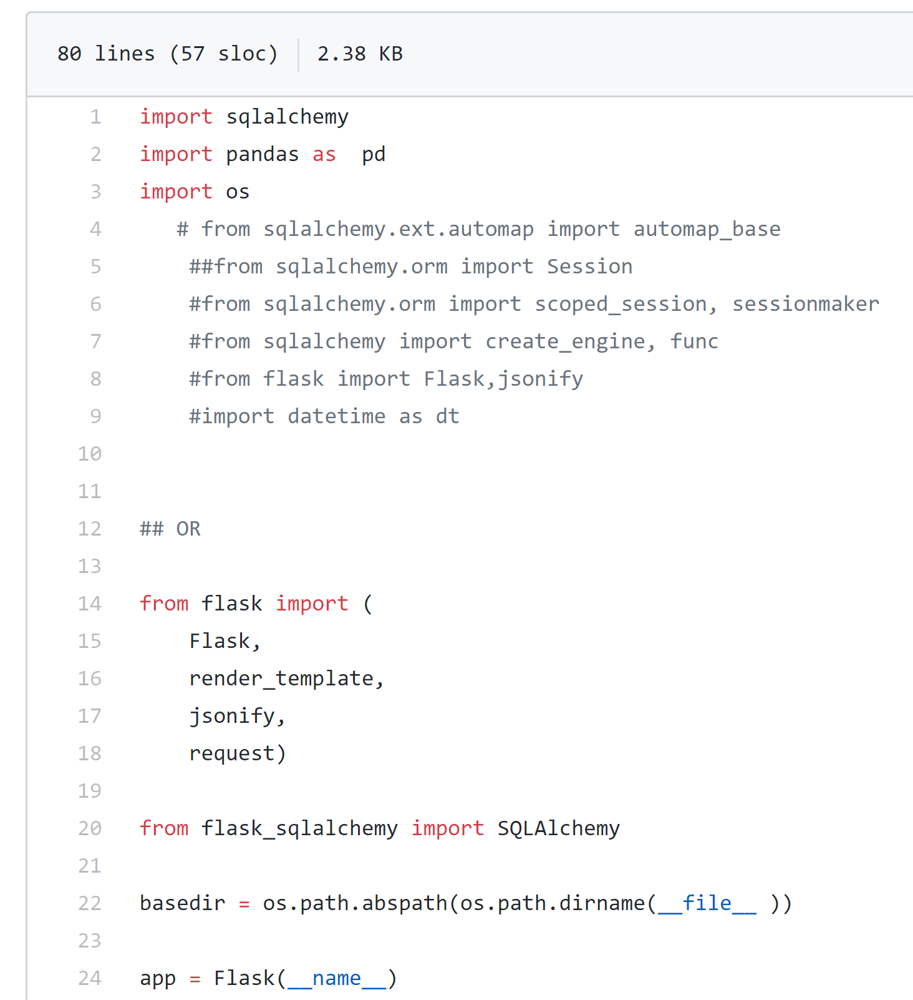 80 lines (57 sloc) | 2.38 KB
1 import sqlalchemy
2 import pandas as  pd
3 import os
4    # from sqlalchemy.ext.automap import automap_base
5     ##from sqlalchemy.orm import Session
6     #from sqlalchemy.orm import scoped_session, sessionmaker
7     #from sqlalchemy import create_engine, func
8     #from flask import Flask,jsonify
9     #import datetime as dt
10
11
12 ## OR
13
14 from flask import (
15     Flask,
16     render_template,
17     jsonify,
18     request)
19
20 from flask_sqlalchemy import SQLAlchemy
21
22 basedir = os.path.abspath(os.path.dirname(__file__ ))
23
24 app = Flask(__name__)